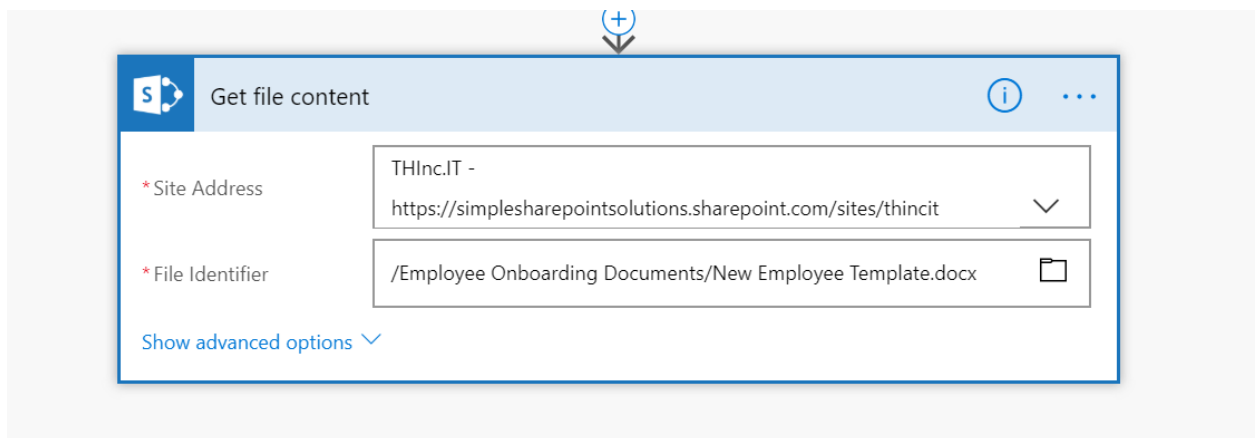 S
Get file content
* Site Address
THInc.IT -
https://simplesharepointsolutions.sharepoint.com/sites/thincit
* File Identifier
/Employee Onboarding Documents/New Employee Template.docx
Show advanced options